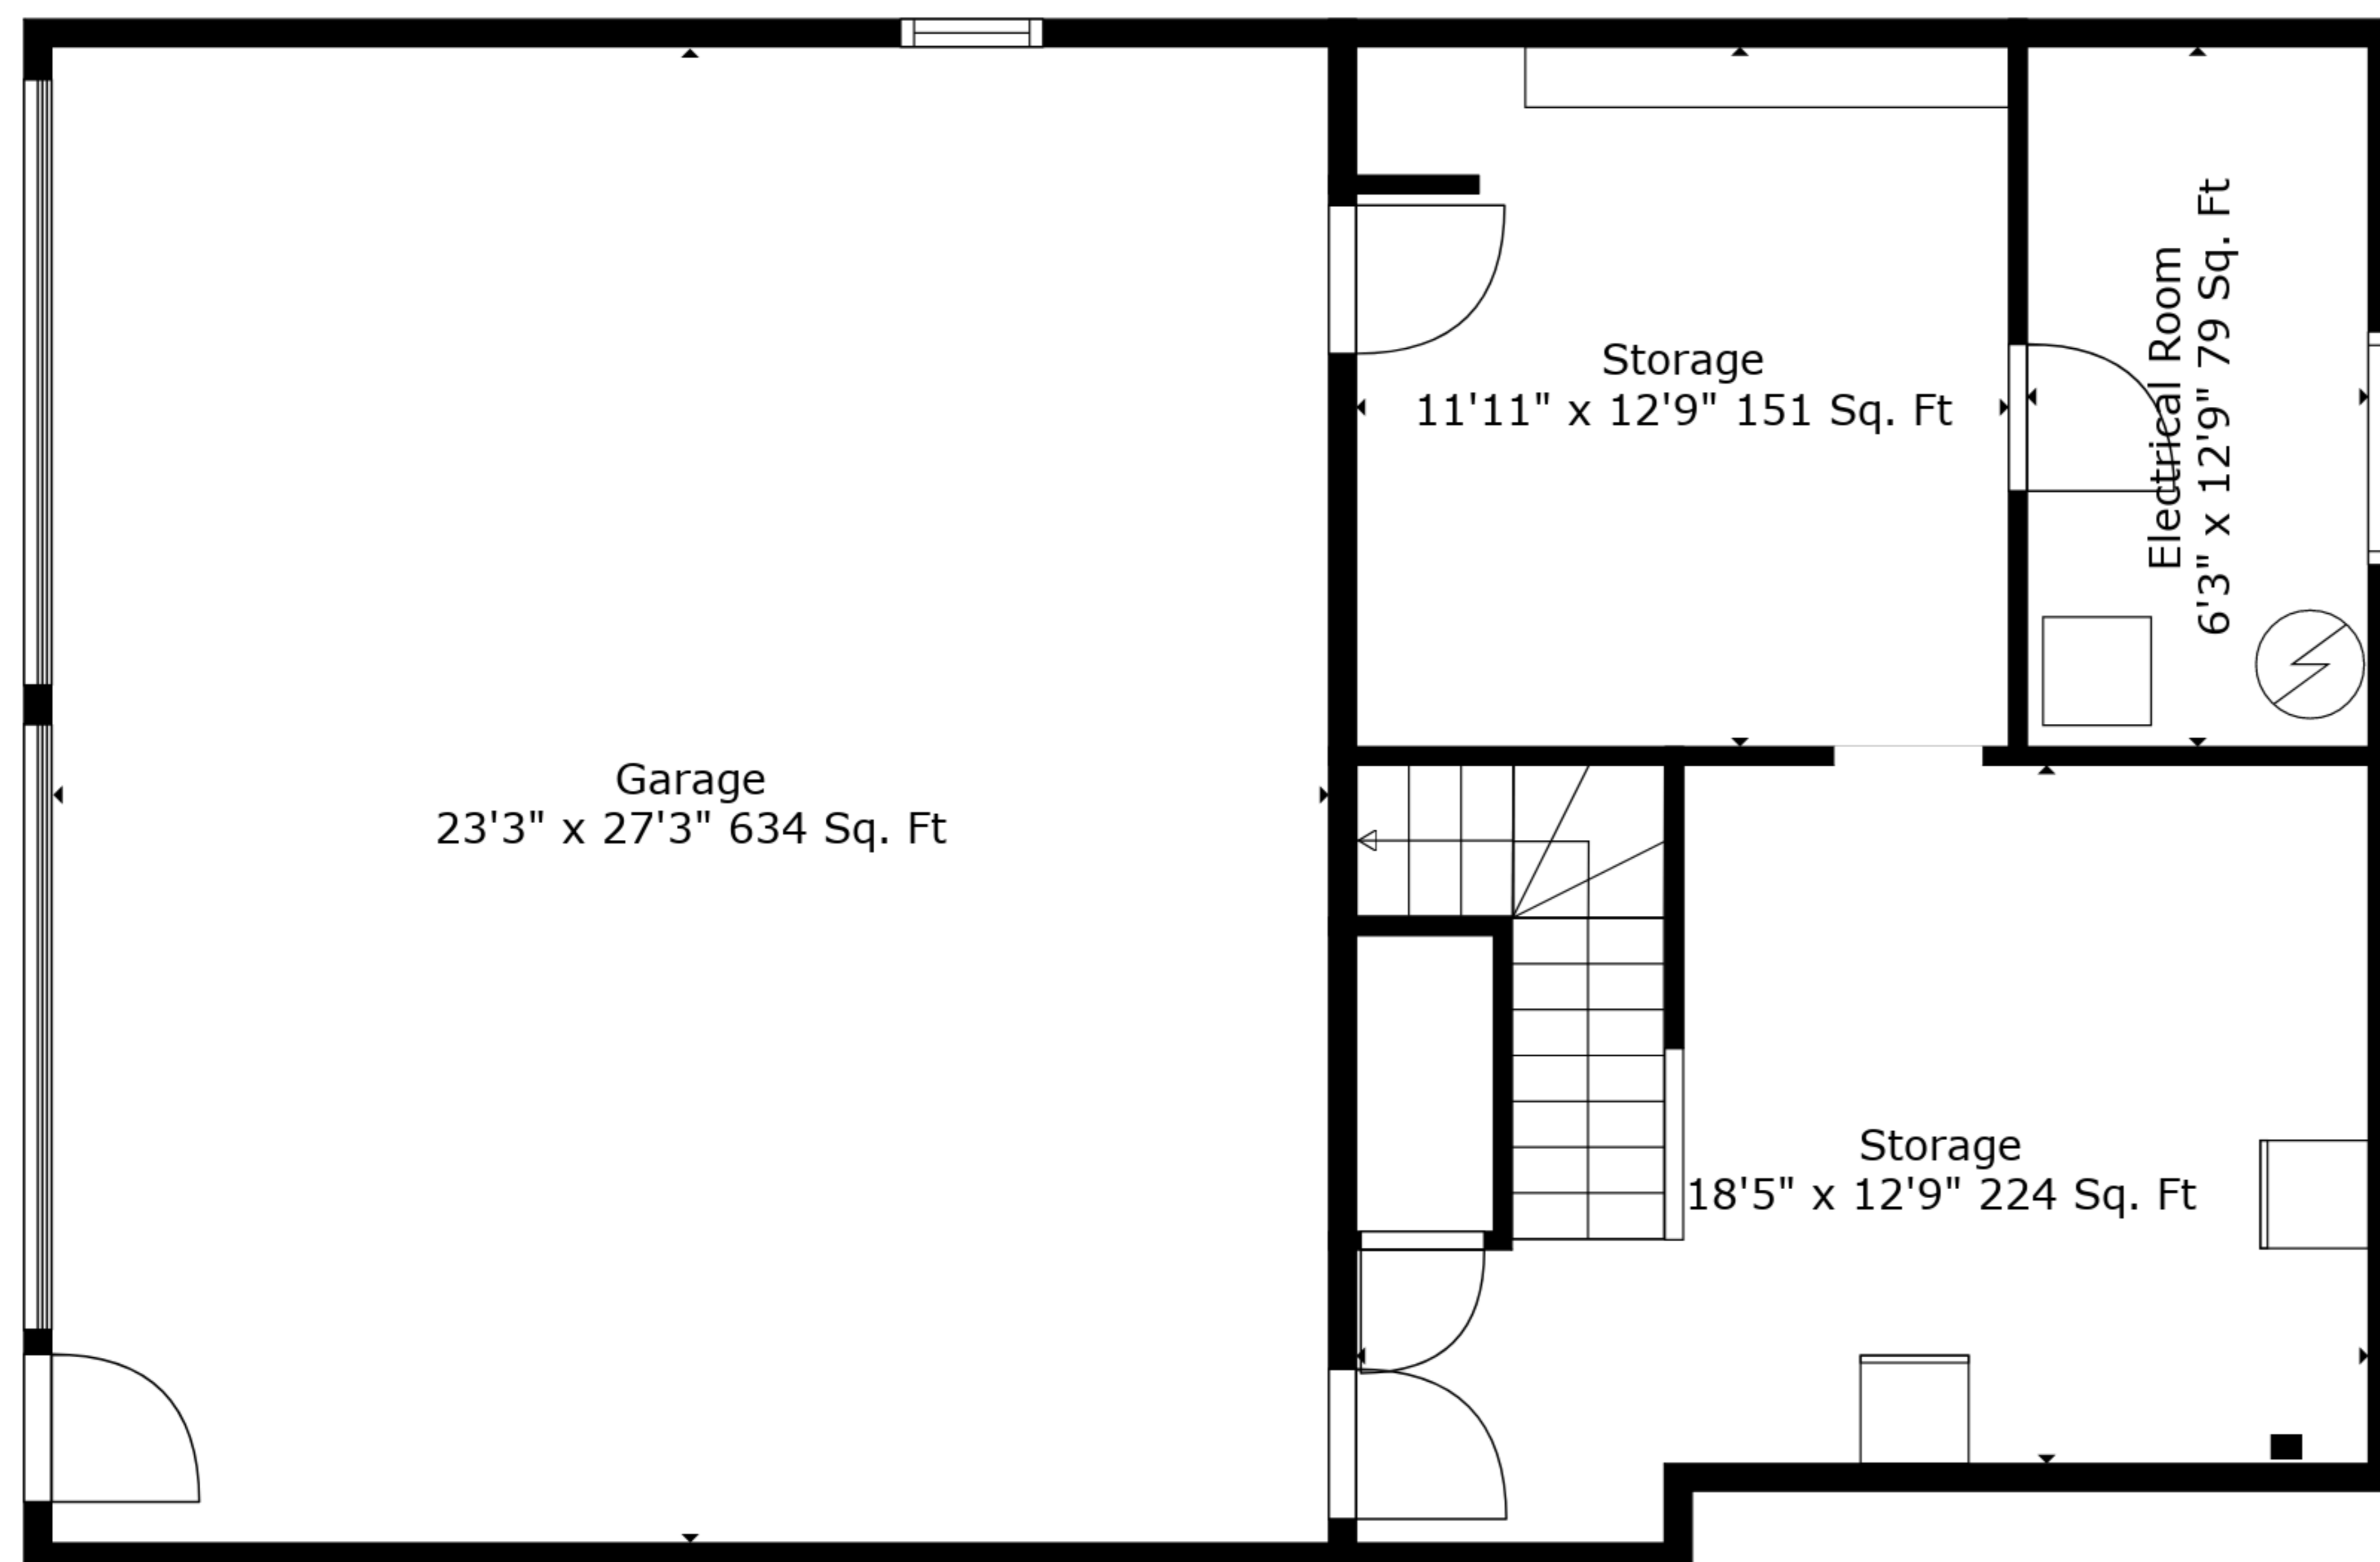 Storage
11'11" x 12'9" 151 Sq. Ft
Electrical Room
6'3" x 12'9" 79 Sq. Ft
Garage
23'3" x 27'3" 634 Sq. Ft
Storage
18'5" x 12'9" 224 Sq. Ft